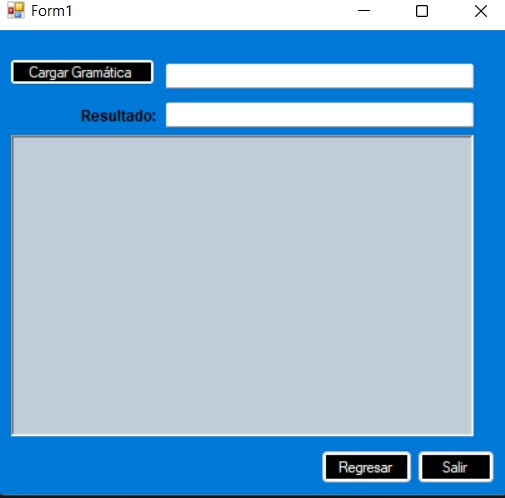 Form1
Cargar Gramática
Resultado:
Regresar
Salir